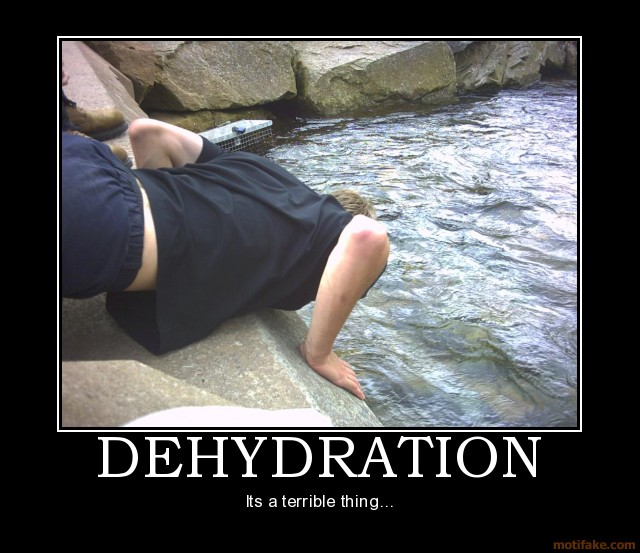 DEHYDRATION
Its a terrible thing...
motifake.com